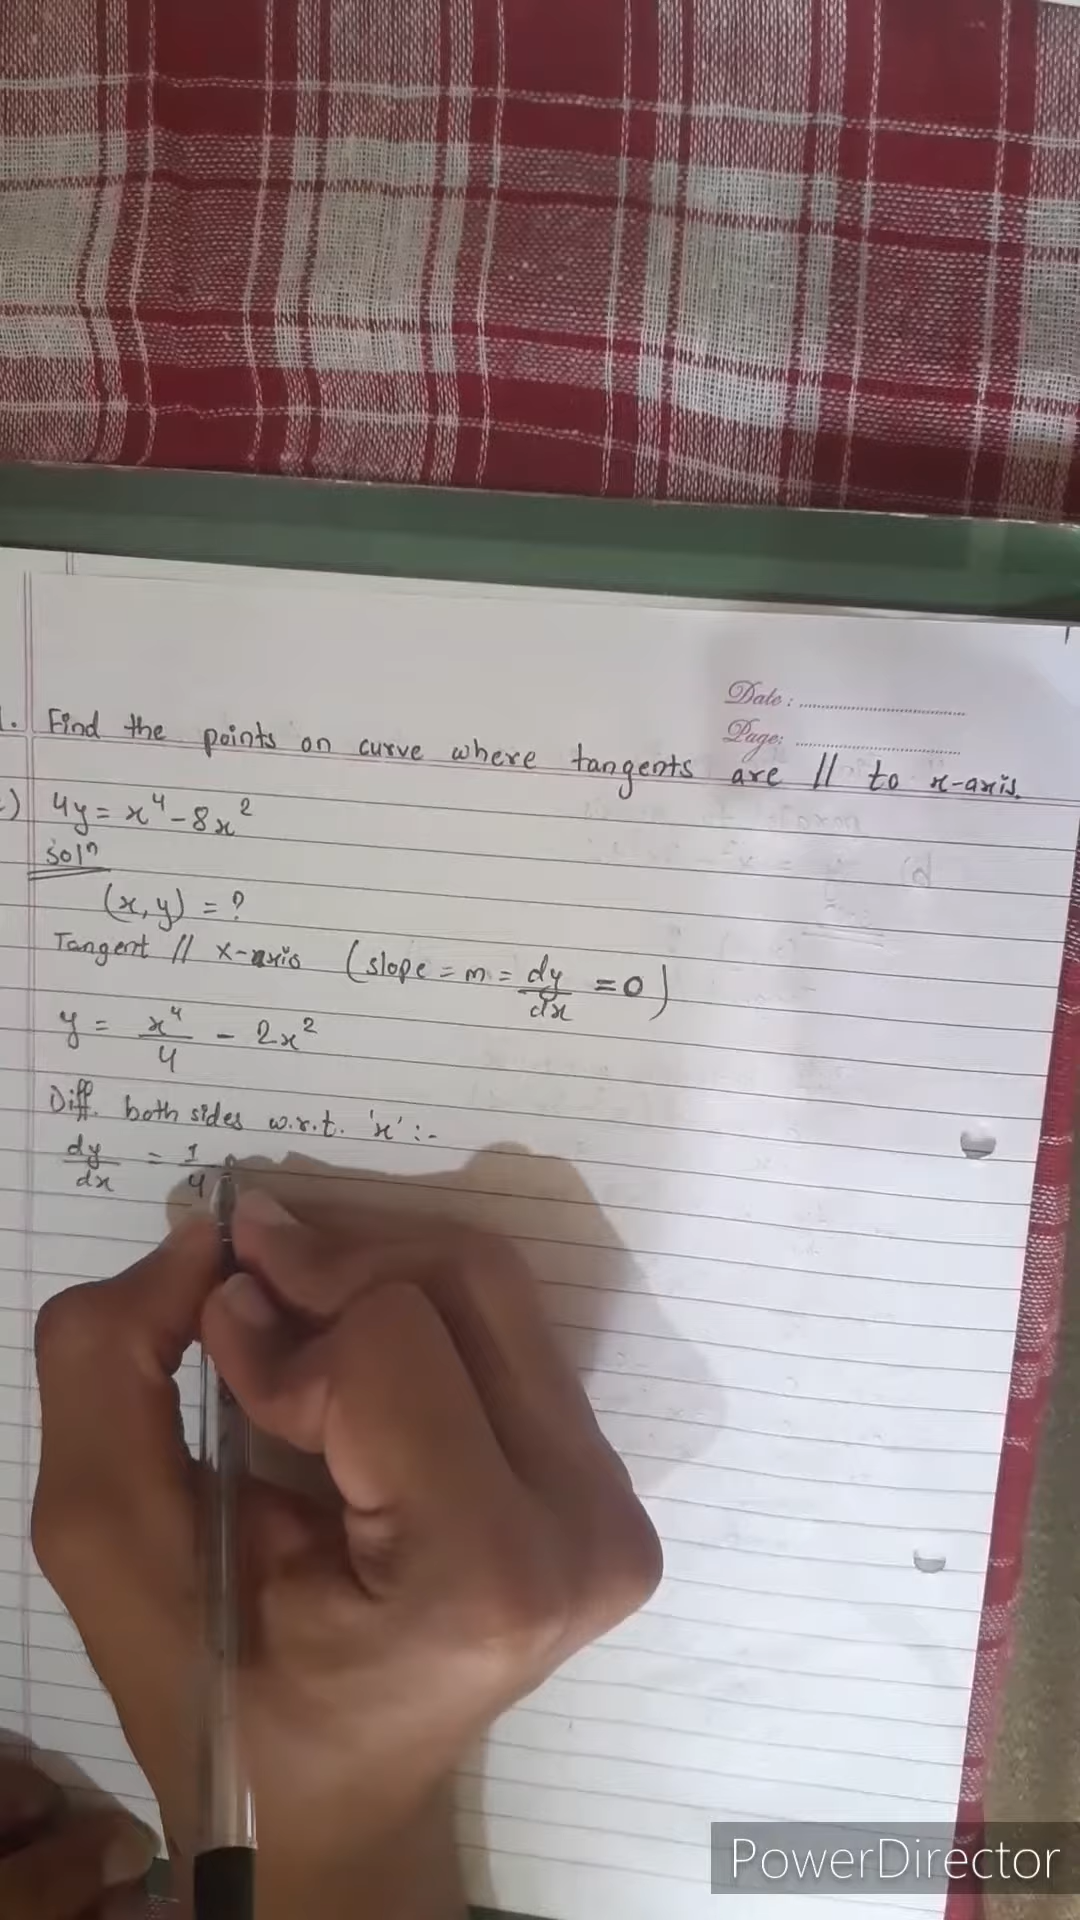 Date :
Page:
1. Find the points on curve where tangents are // to x-axis.
) 4y = x⁴ - 8x²
Solⁿ
(x, y) = ?
Tangent // x-axis (slope = m = dy/dx = 0)
y = x⁴/4 - 2x²
Diff. both sides w.r.t. 'x' :-
dy/dx = 1/4
PowerDirector